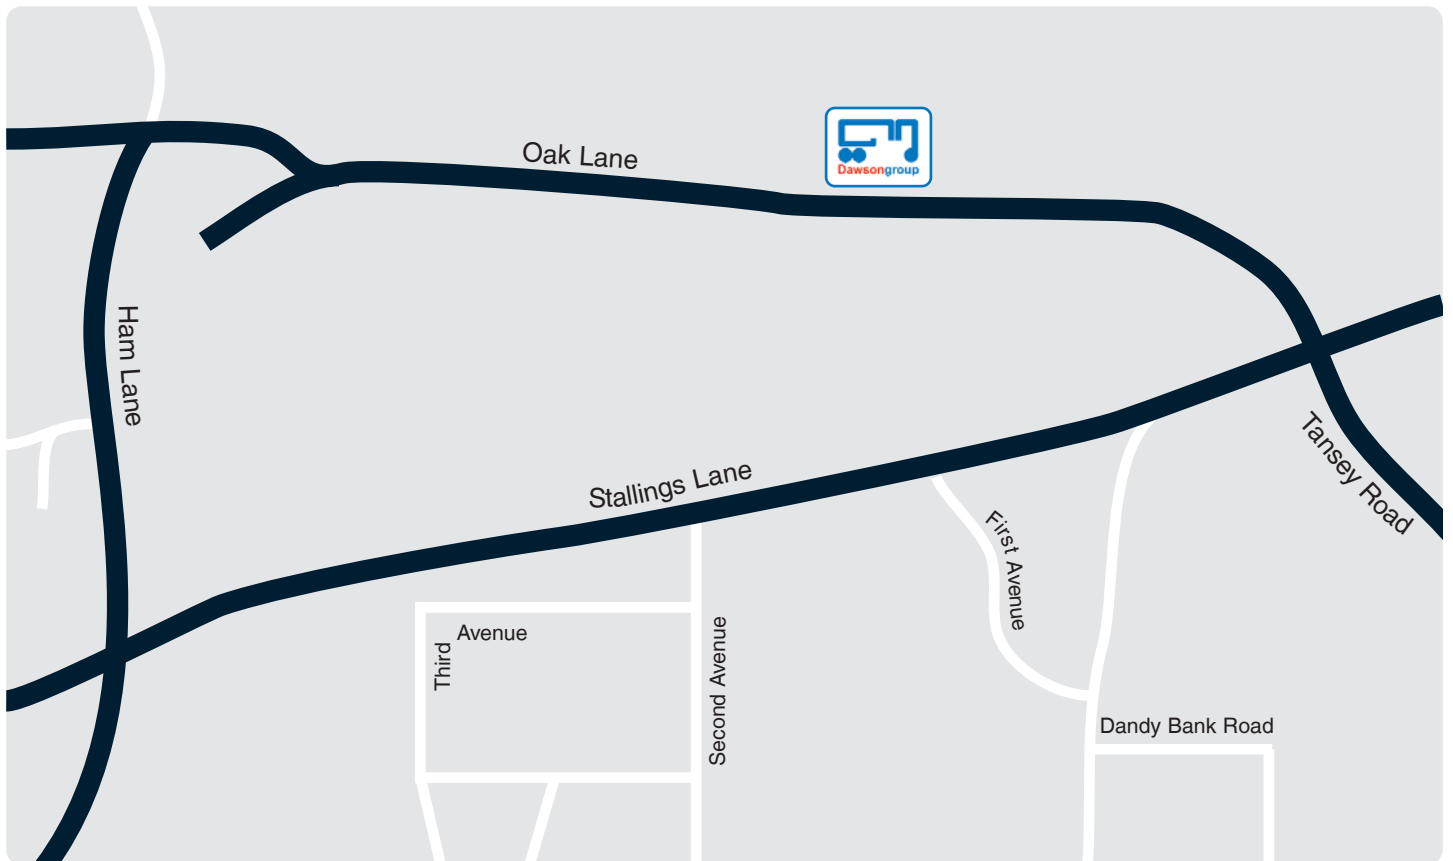 Oak Lane
Dawsongroup
Ham Lane
Stallings Lane
Tansey Road
First Avenue
Third
Avenue
Second Avenue
Dandy Bank Road